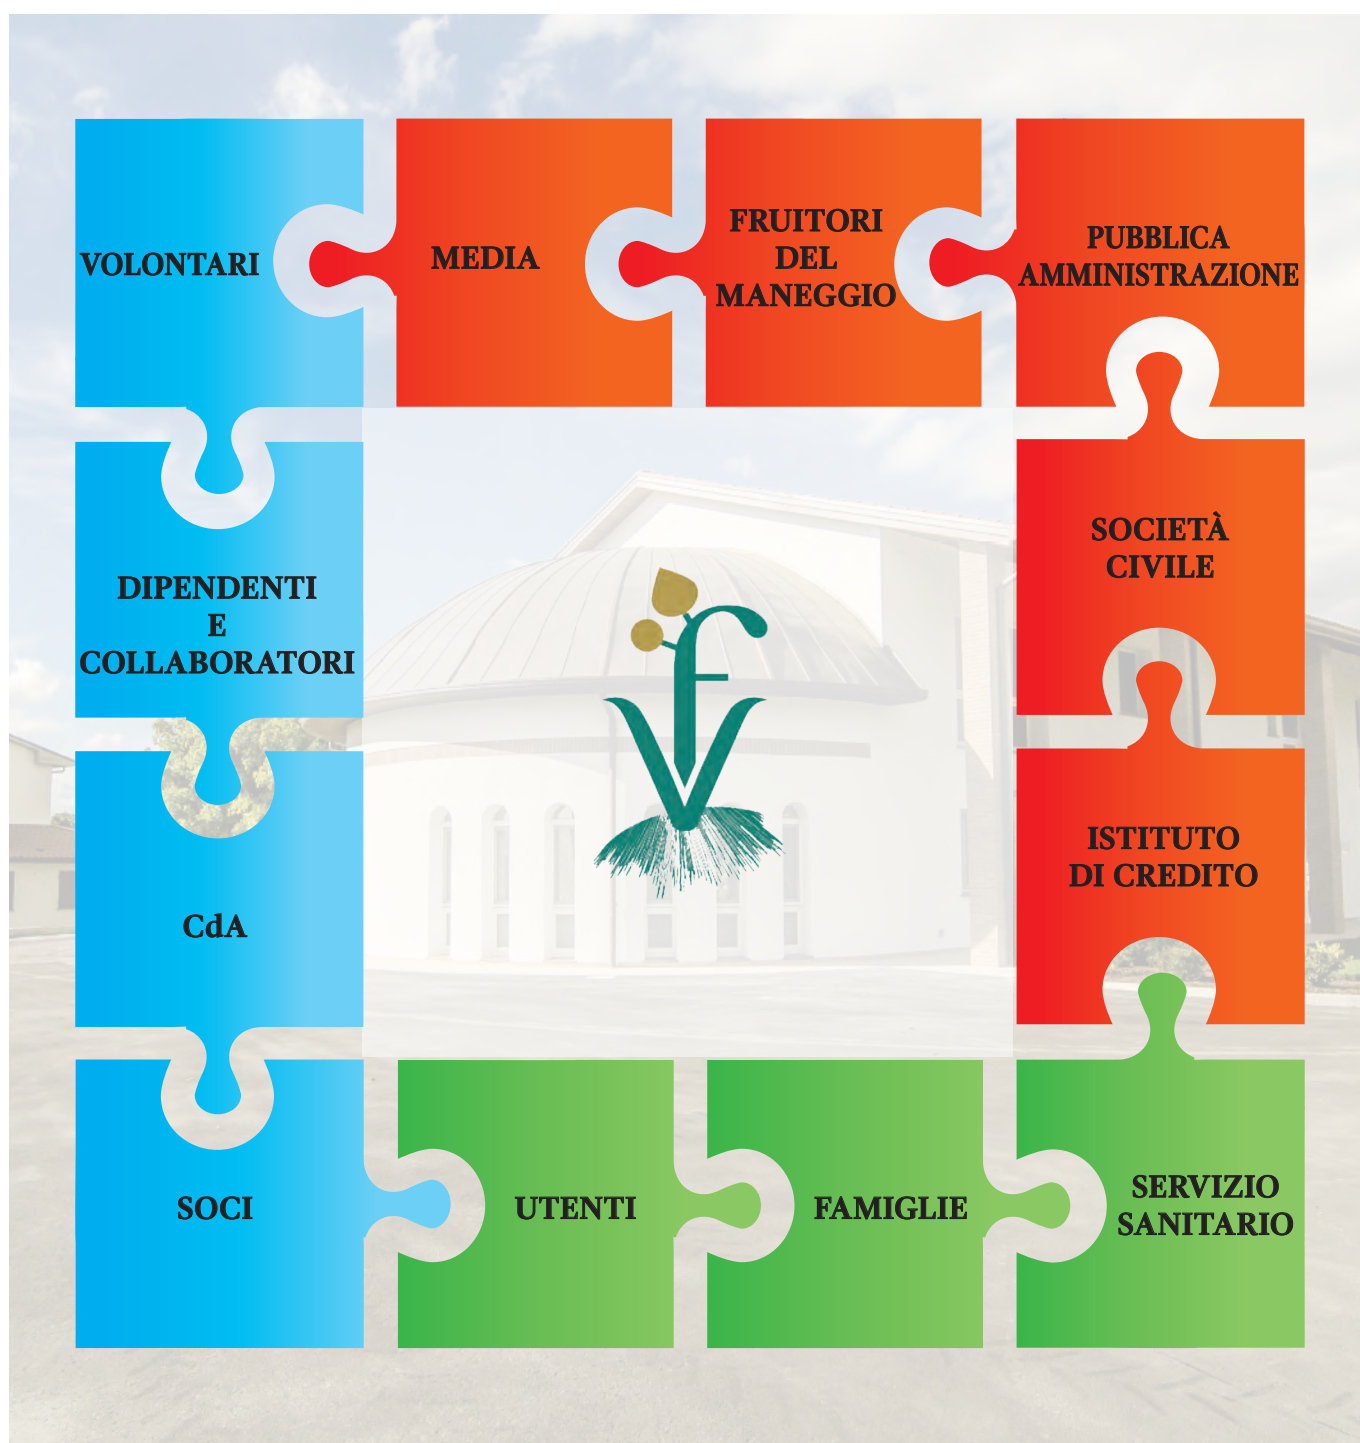 VOLONTARI
MEDIA
FRUITORI
DEL
MANEGGIO
PUBBLICA
AMMINISTRAZIONE
DIPENDENTI
E
COLLABORATORI
SOCIETÀ
CIVILE
CdA
ISTITUTO
DI CREDITO
SOCI
UTENTI
FAMIGLIE
SERVIZIO
SANITARIO